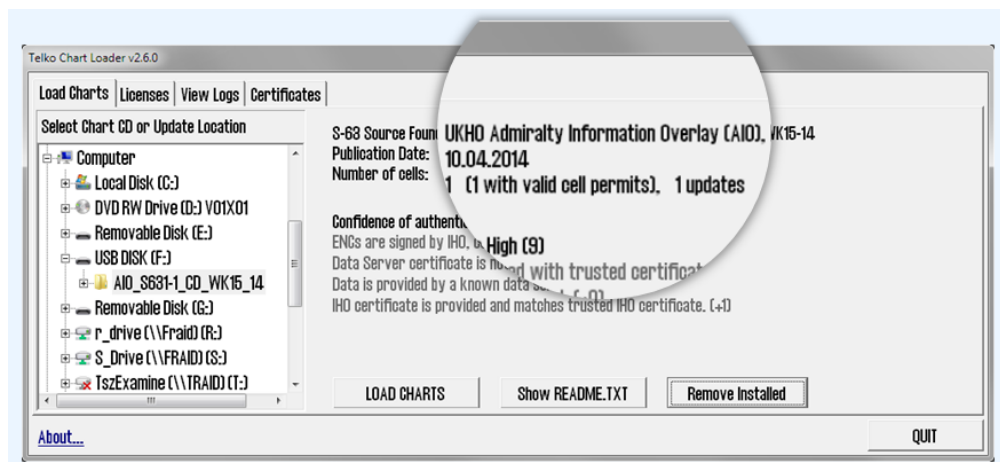 Telko Chart Loader v2.6.0
Load Charts Licenses View Logs Certificates
Select Chart CD or Update Location
Computer
Local Disk (C:)
DVD RW Drive (D:) V01X01
Removable Disk (E:)
USB DISK (F:)
AIO_S631-1_CD_WK15_14
Removable Disk (G:)
r_drive (\\Fraid) (R:)
S_Drive (\\FRAID) (S:)
TszExamine (\\TRAID) (T:)
S-63 Source Foun UKHO Admiralty Information Overlay (AIO), WK15-14
Publication Date: 10.04.2014
Number of cells: 1 (1 with valid cell permits), 1 updates
Confidence of authent High (9)
ENCs are signed by IHO,
Data Server certificate is with trusted certificat
Data is provided by a known data
IHO certificate is provided and matches trusted IHO certificate. (+1)
LOAD CHARTS Show README.TXT Remove Installed
About... QUIT